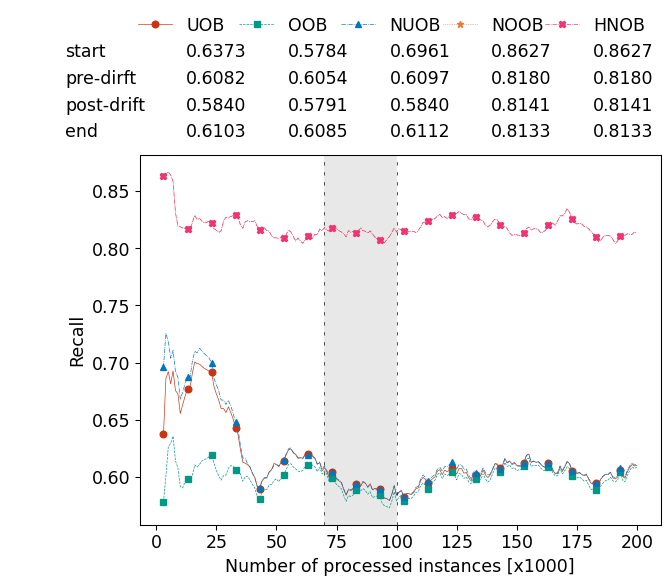 UOB OOB NUOB NOOB HNOB
start 0.6373 0.5784 0.6961 0.8627 0.8627
pre-dirft 0.6082 0.6054 0.6097 0.8180 0.8180
post-drift 0.5840 0.5791 0.5840 0.8141 0.8141
end 0.6103 0.6085 0.6112 0.8133 0.8133
0.85
0.80
0.75
0.70
0.65
0.60
Recall
0 25 50 75 100 125 150 175 200
Number of processed instances [x1000]